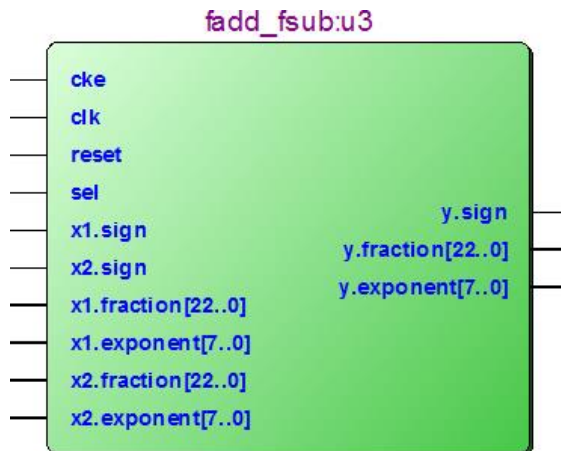 fadd_fsub:u3
cke
clk
reset
sel
x1.sign
x2.sign
x1.fraction[22..0]
x1.exponent[7..0]
x2.fraction[22..0]
x2.exponent[7..0]
y.sign
y.fraction[22..0]
y.exponent[7..0]